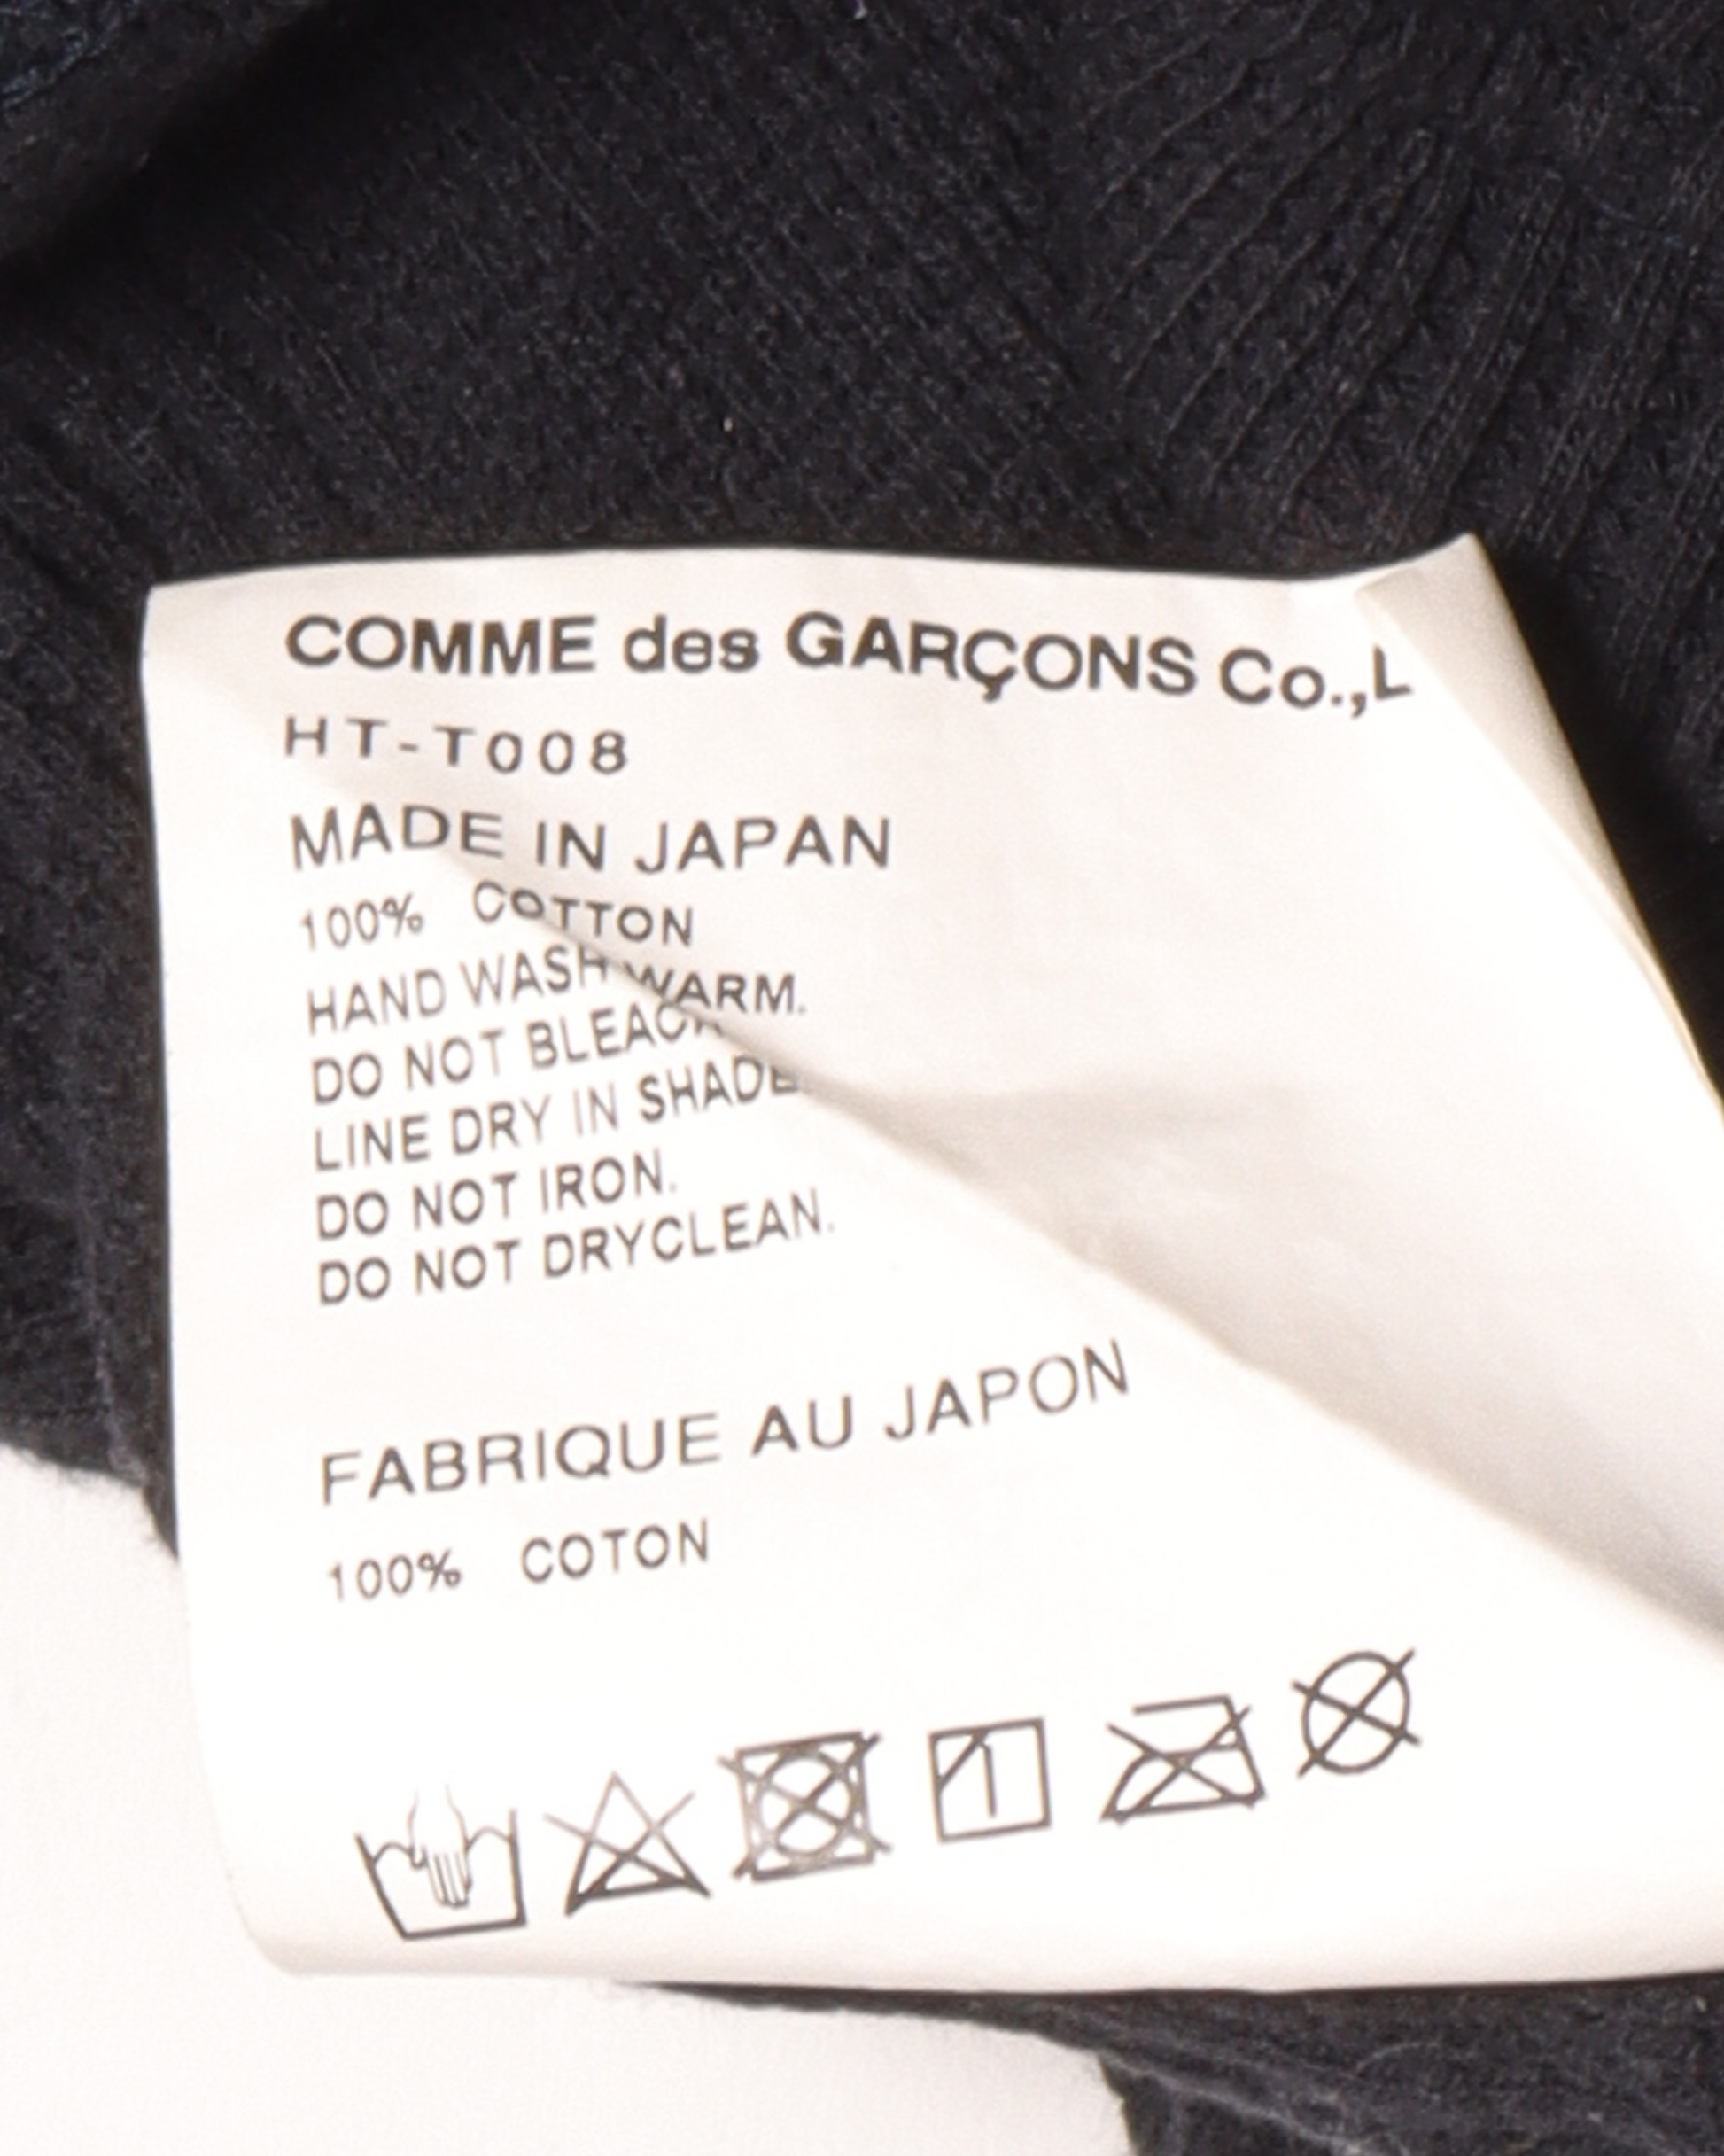 COMME des GARÇONS Co.,L
HT-T008
MADE IN JAPAN
100% COTTON
HAND WASH WARM.
DO NOT BLEACH
LINE DRY IN SHADE.
DO NOT IRON.
DO NOT DRYCLEAN.
FABRIQUE AU JAPON
100% COTON